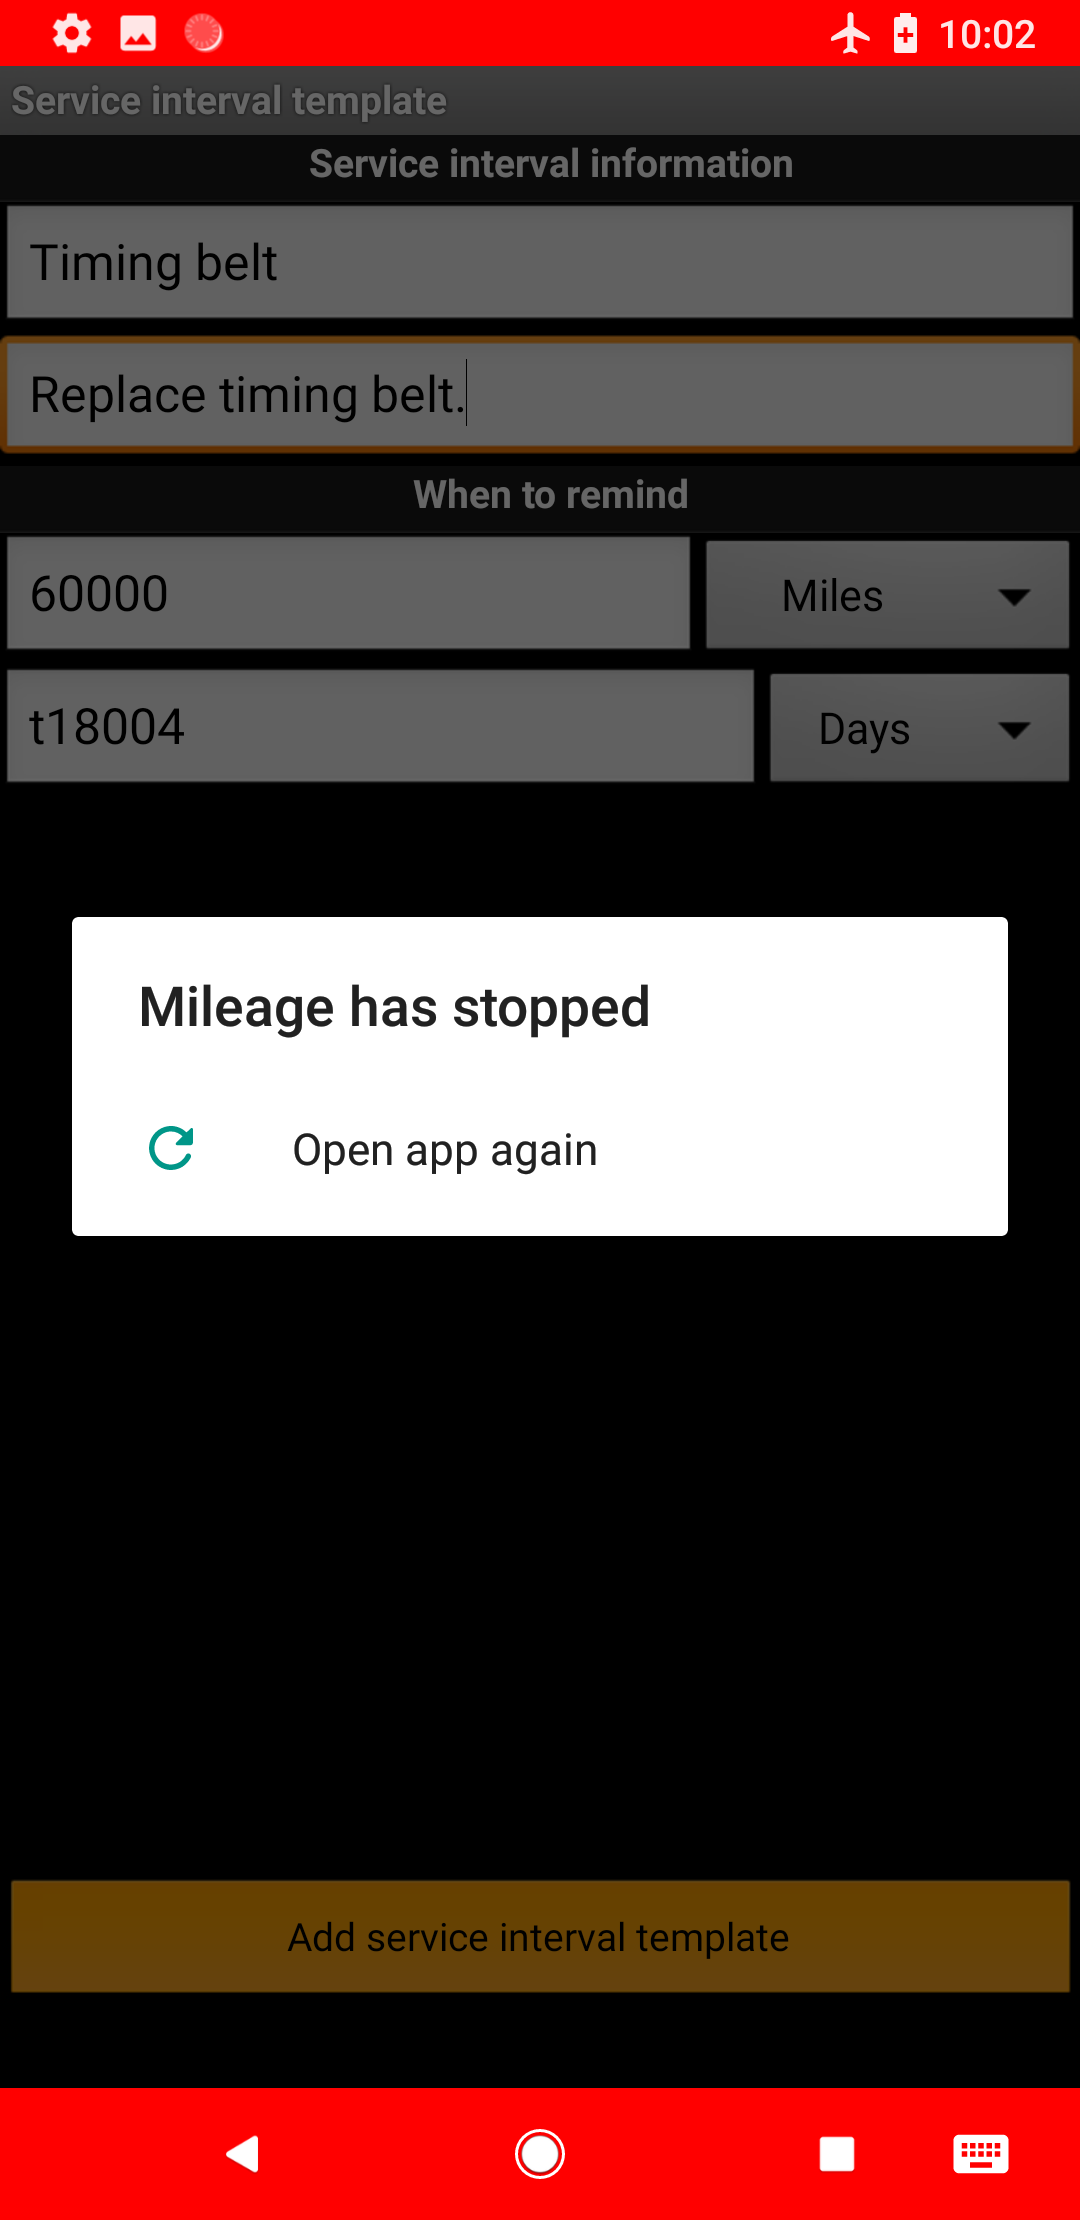 10:02
Service interval template
Service interval information
Timing belt
Replace timing belt.
When to remind
60000
Miles
t18004
Days
Mileage has stopped
Open app again
Add service interval template